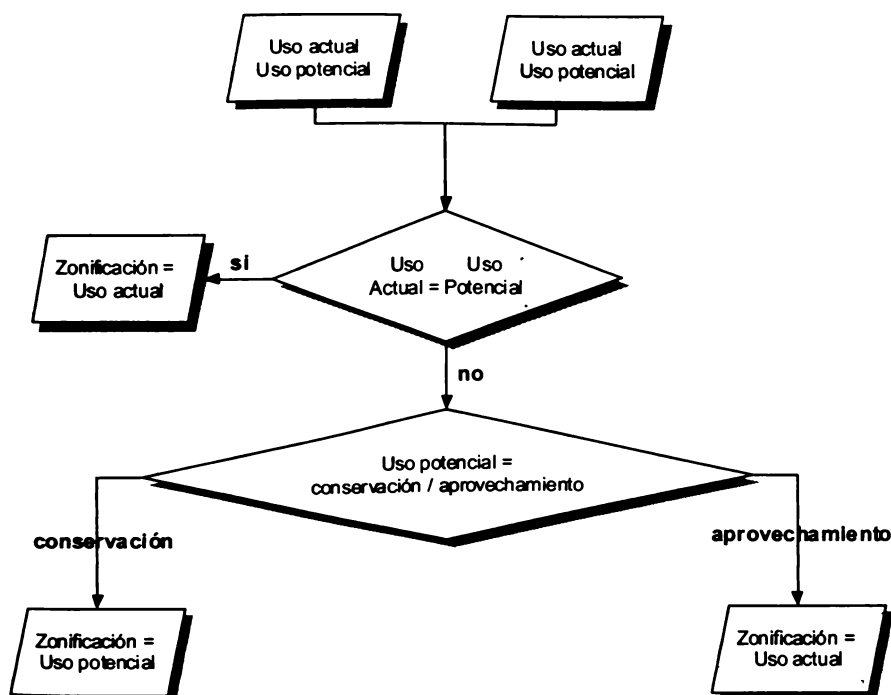 Uso actual
Uso potencial
Uso actual
Uso potencial
Uso Uso
Actual = Potencial
si
Zonificación =
Uso actual
no
Uso potencial =
conservación / aprovechamiento
conservación
aprovechamiento
Zonificación =
Uso potencial
Zonificación =
Uso actual